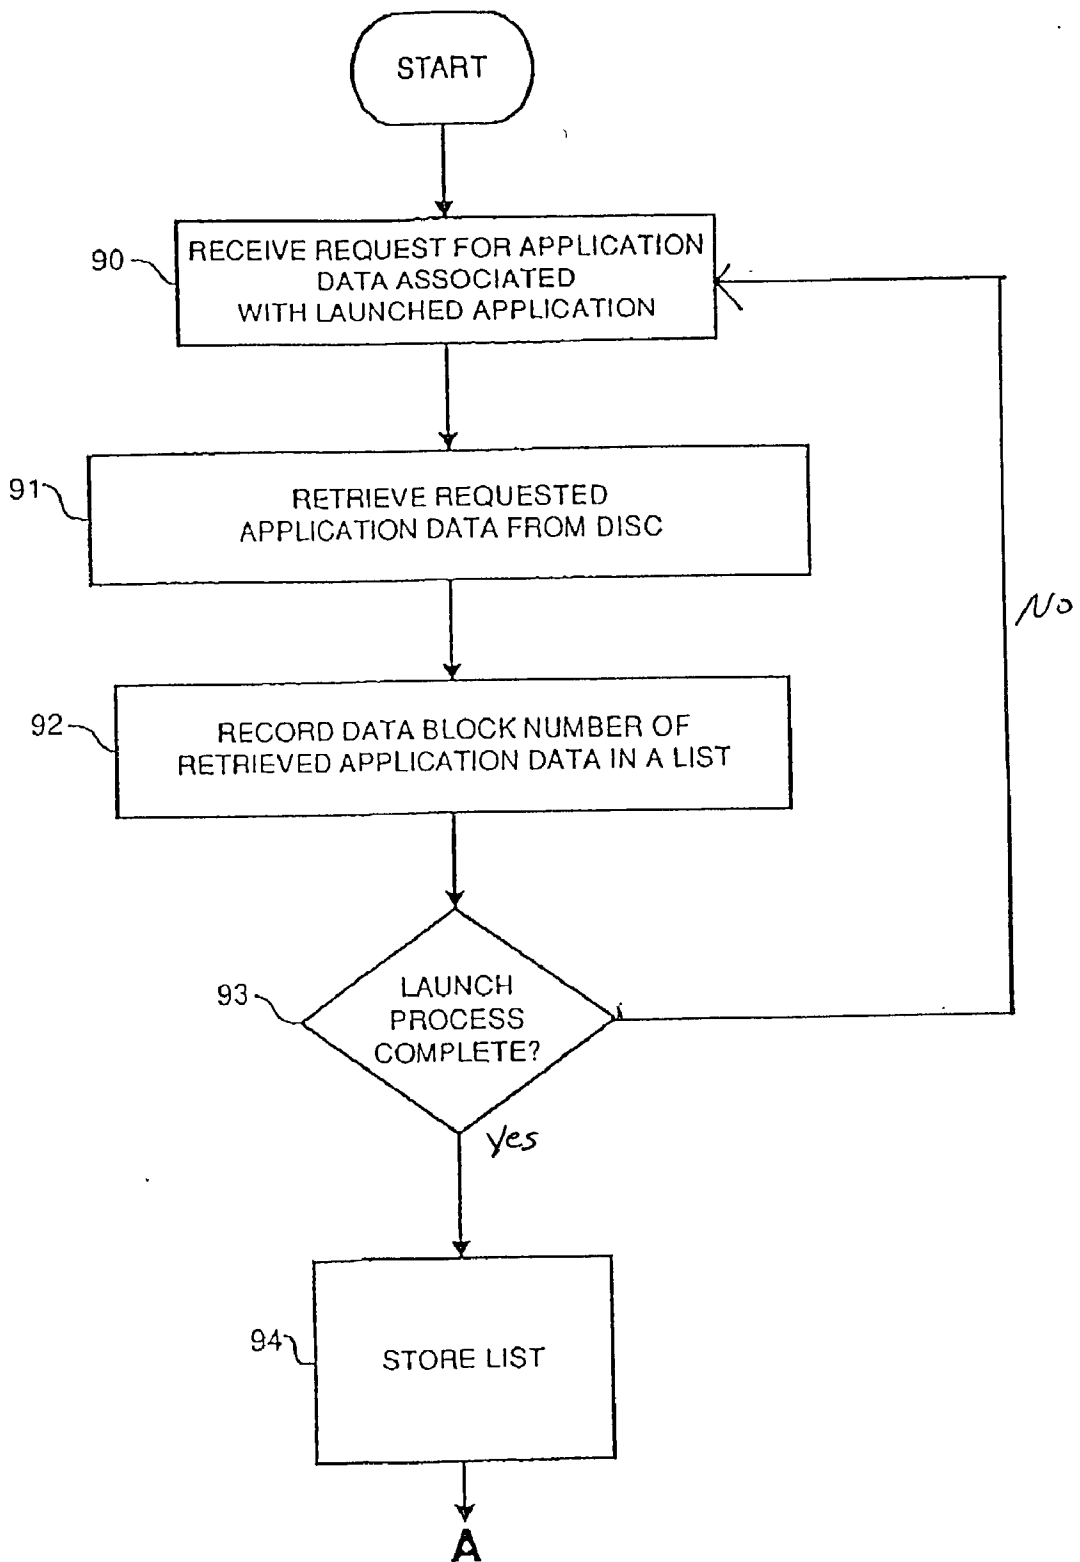 START
90
RECEIVE REQUEST FOR APPLICATION
DATA ASSOCIATED
WITH LAUNCHED APPLICATION
91
RETRIEVE REQUESTED
APPLICATION DATA FROM DISC
No
92
RECORD DATA BLOCK NUMBER OF
RETRIEVED APPLICATION DATA IN A LIST
93
LAUNCH
PROCESS
COMPLETE?
Yes
94
STORE LIST
A